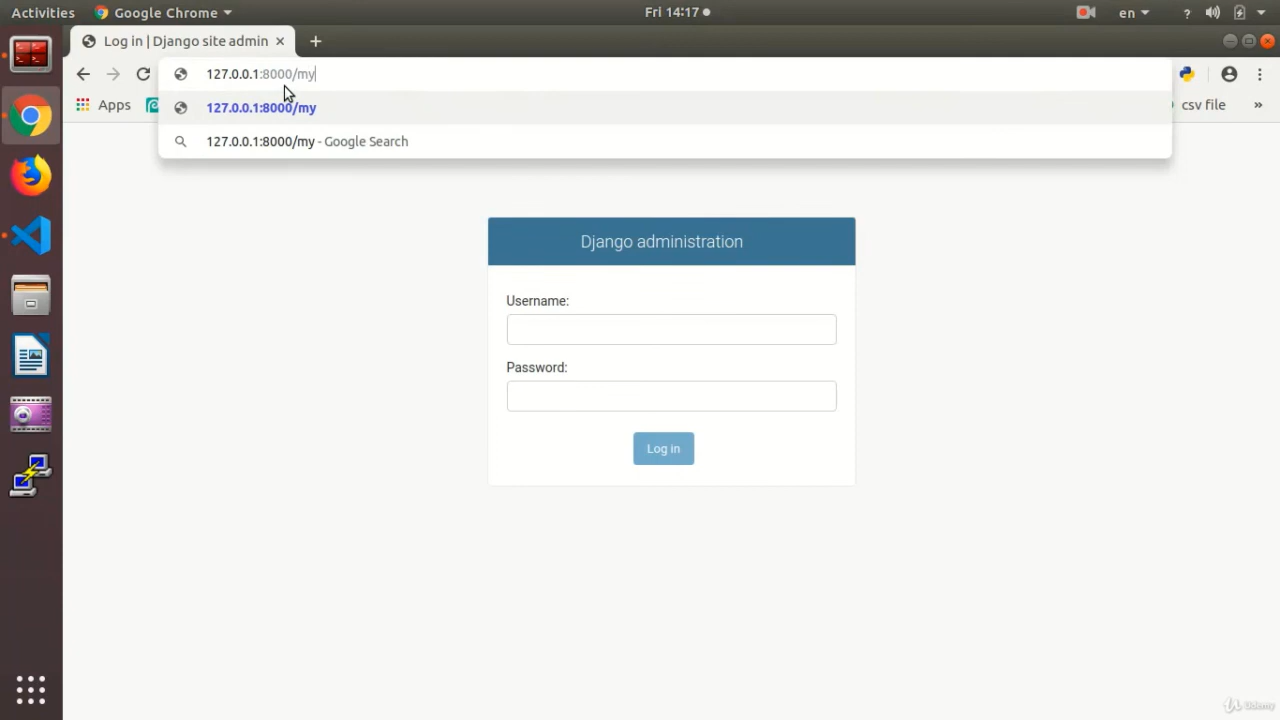 Activities
Google Chrome
Fri 14:17
en
?
Log in | Django site admin
127.0.0.1:8000/my
Apps
csv file
»
127.0.0.1:8000/my
127.0.0.1:8000/my - Google Search
Django administration
Username:
Password:
Log in
Udemy